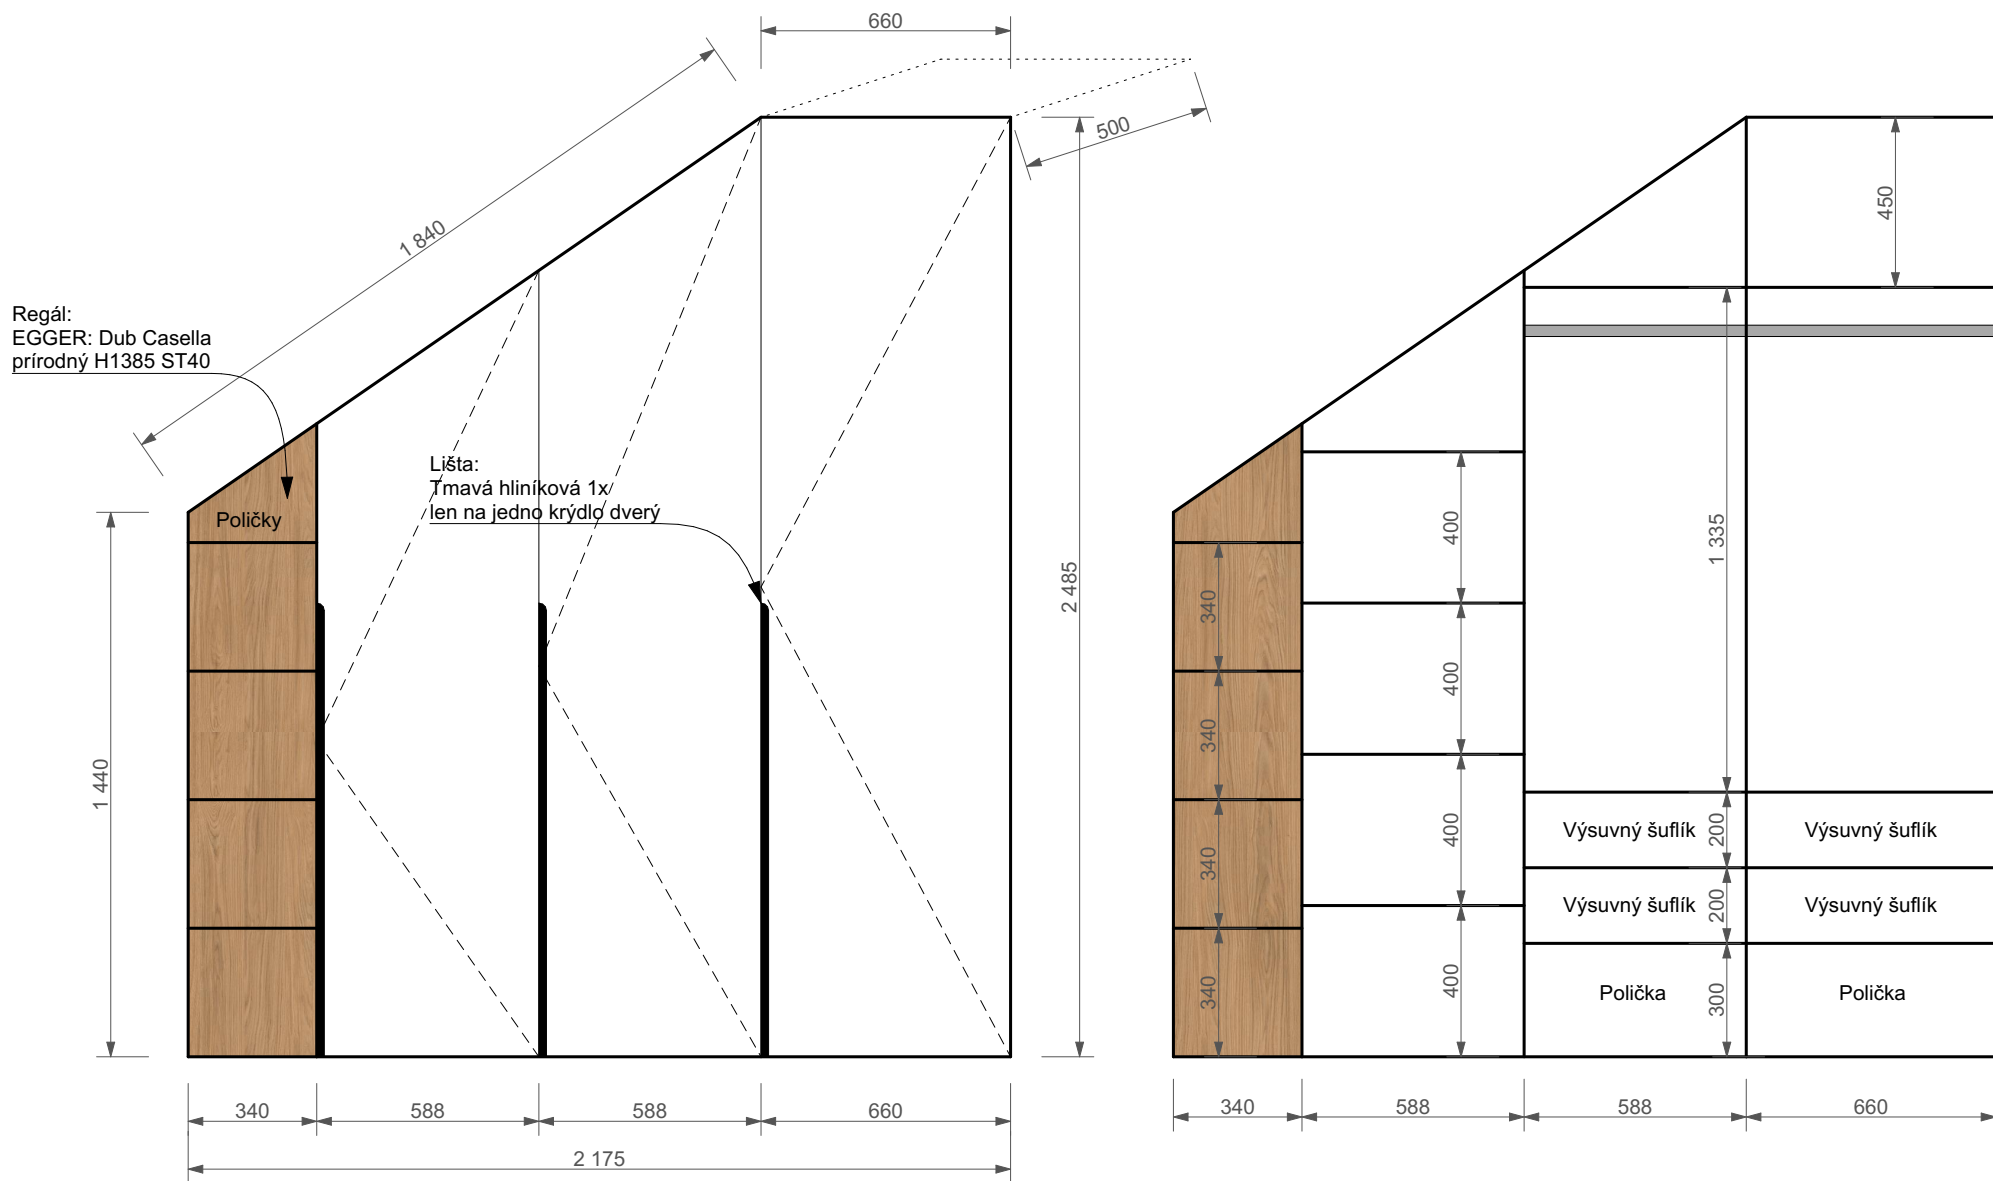 660
500
1 840
450
Regál:
EGGER: Dub Casella
prírodný H1385 ST40
Lišta:
Tmavá hliníková 1x
len na jedno krýdlo dverý
Poličky
1 440
2 485
340
588
588
660
2 175
340
340
340
340
400
400
400
400
1 335
200
200
300
Výsuvný šuflík
Výsuvný šuflík
Výsuvný šuflík
Výsuvný šuflík
Polička
Polička
340
588
588
660